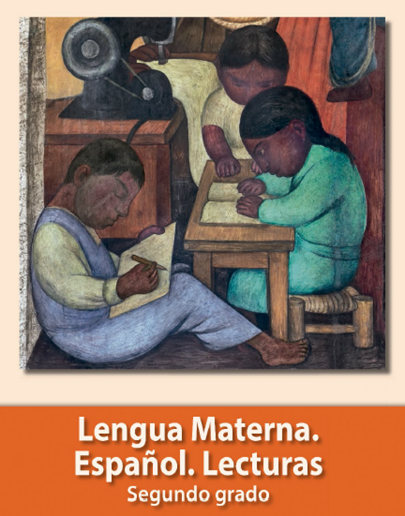 Lengua Materna.
Español. Lecturas
Segundo grado